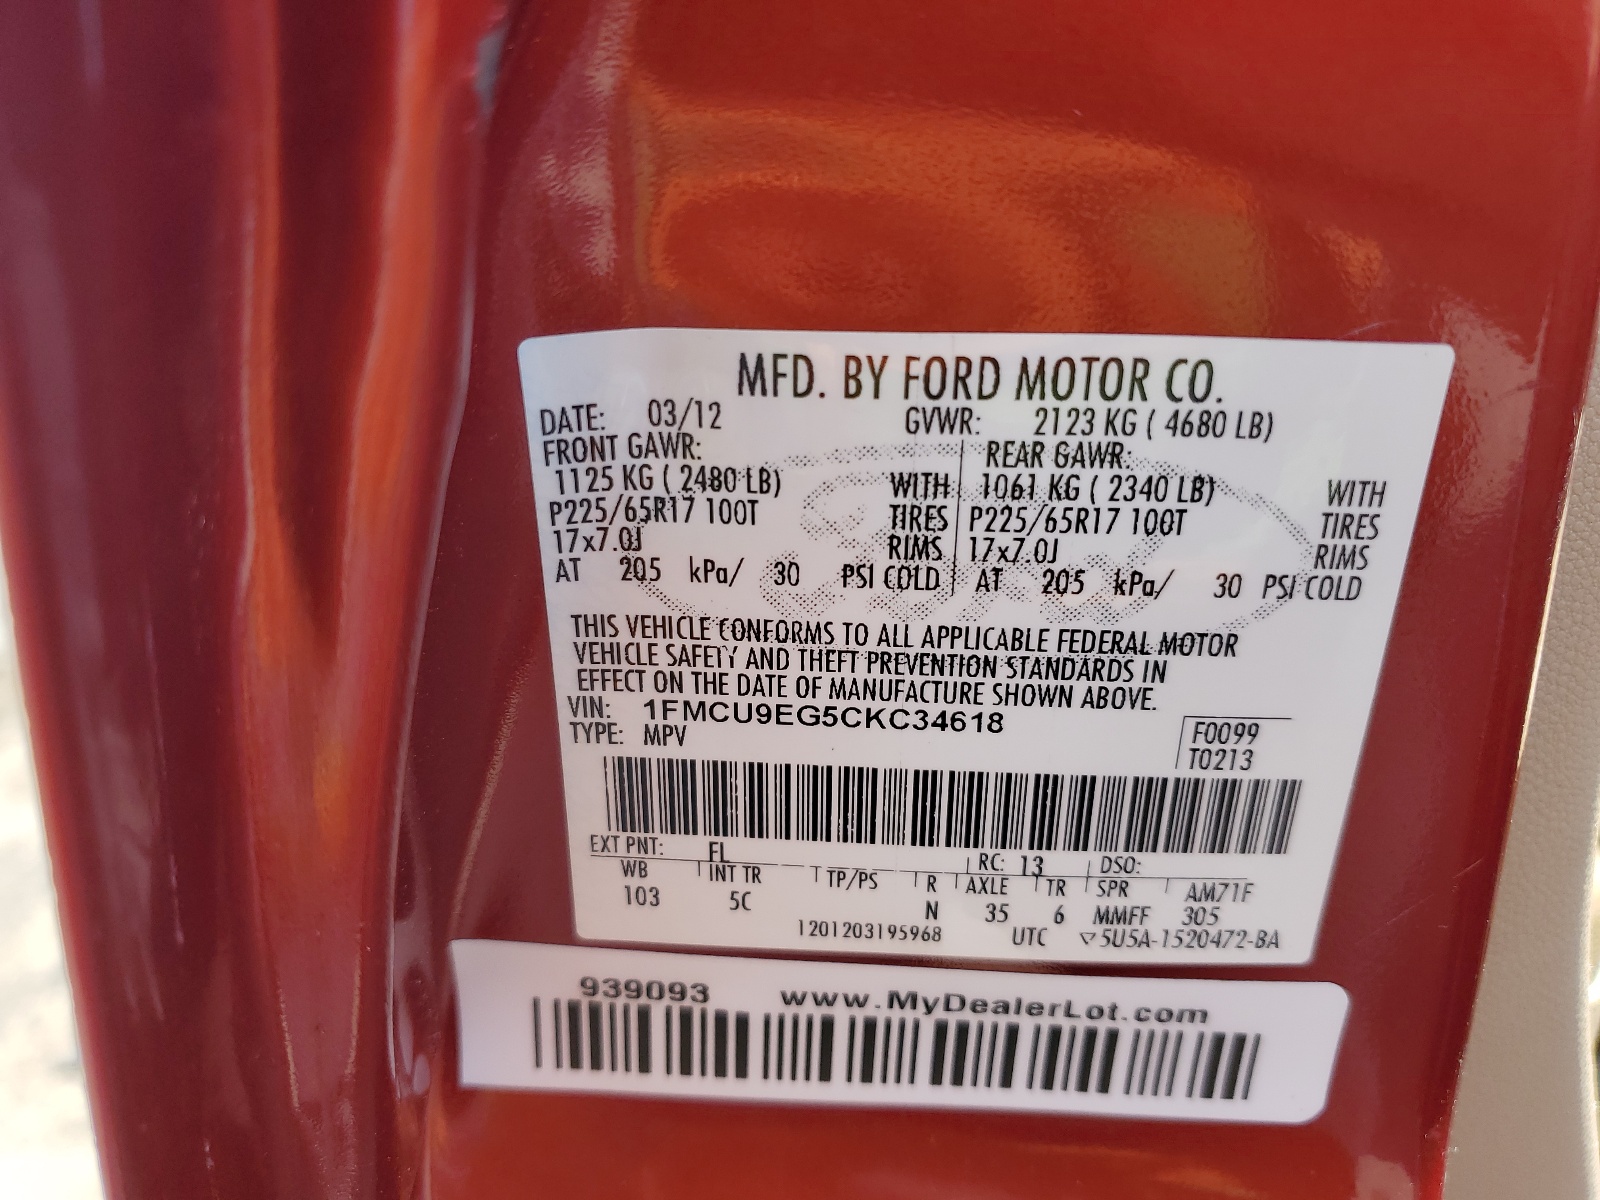 MFD. BY FORD MOTOR CO.
DATE: 03/12 GVWR: 2123 KG ( 4680 LB)
FRONT GAWR: REAR GAWR:
1125 KG ( 2480 LB) WITH 1061 KG ( 2340 LB) WITH
P225/65R17 100T TIRES P225/65R17 100T TIRES
17x7.0J RIMS 17x7.0J RIMS
AT 205 kPa/ 30 PSI COLD AT 205 kPa/ 30 PSI COLD
THIS VEHICLE CONFORMS TO ALL APPLICABLE FEDERAL MOTOR
VEHICLE SAFETY AND THEFT PREVENTION STANDARDS IN
EFFECT ON THE DATE OF MANUFACTURE SHOWN ABOVE.
VIN: 1FMCU9EG5CKC34618 F0099
TYPE: MPV T0213
EXT PNT: FL RC: 13 DSO:
WB INT TR TP/PS R AXLE TR SPR AM71F
103 5C N 35 6 MMFF 305
1201203195968 UTC ▽5U5A-1520472-BA
939093 www.MyDealerLot.com